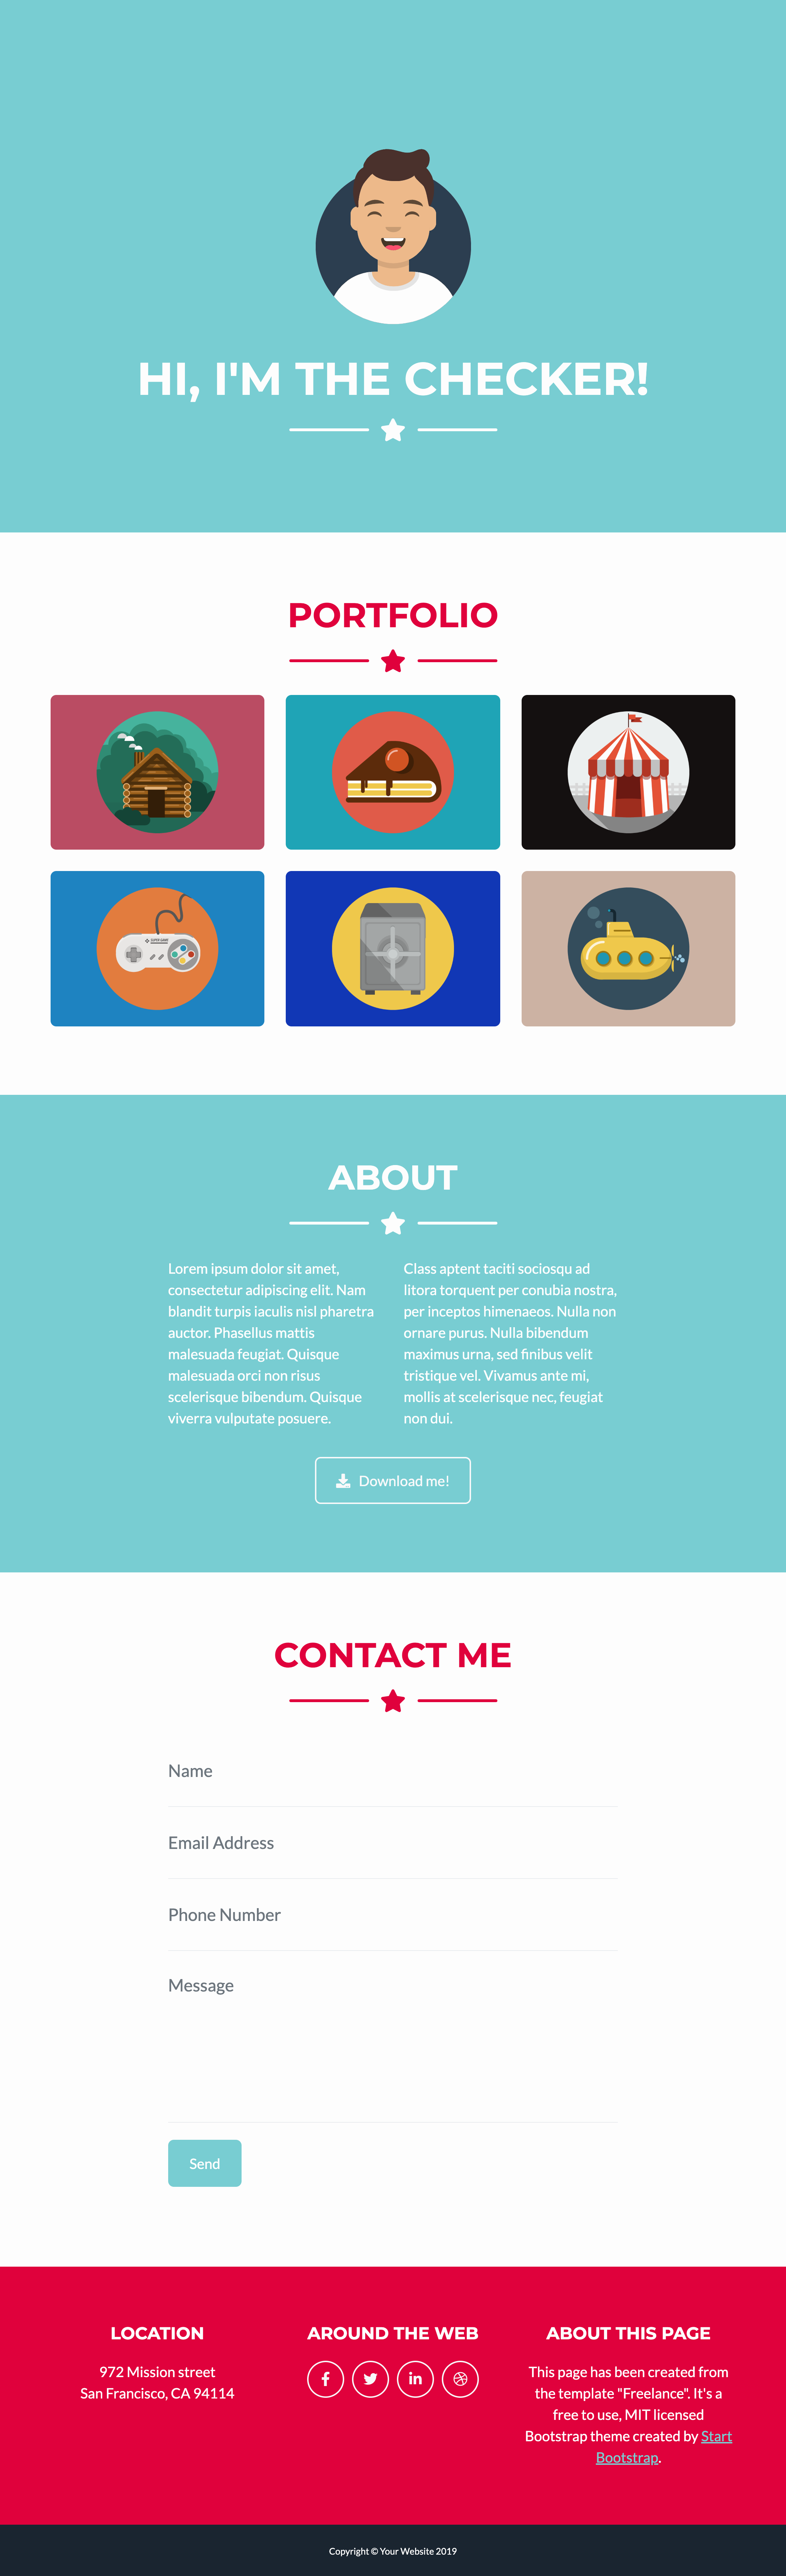 HI, I'M THE CHECKER!
PORTFOLIO
SUPER GAME
ABOUT
Lorem ipsum dolor sit amet,
consectetur adipiscing elit. Nam
blandit turpis iaculis nisl pharetra
auctor. Phasellus mattis
malesuada feugiat. Quisque
malesuada orci non risus
scelerisque bibendum. Quisque
viverra vulputate posuere.
Class aptent taciti sociosqu ad
litora torquent per conubia nostra,
per inceptos himenaeos. Nulla non
ornare purus. Nulla bibendum
maximus urna, sed finibus velit
tristique vel. Vivamus ante mi,
mollis at scelerisque nec, feugiat
non dui.
Download me!
CONTACT ME
Name
Email Address
Phone Number
Message
Send
LOCATION
972 Mission street
San Francisco, CA 94114
AROUND THE WEB
ABOUT THIS PAGE
This page has been created from
the template "Freelance". It's a
free to use, MIT licensed
Bootstrap theme created by Start
Bootstrap.
Copyright © Your Website 2019